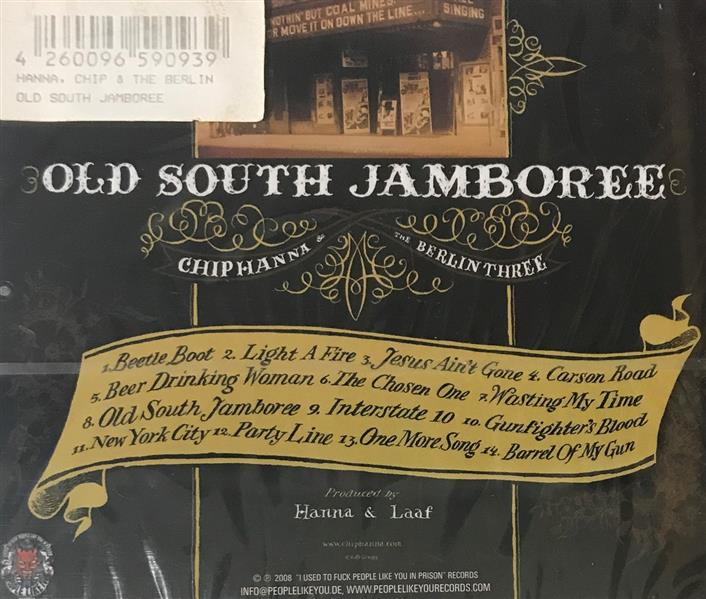 NOTHIN' BUT COAL MINES
R MOVE IT ON DOWN THE LINE...
SINGING
4 260096 590939
HANNA, CHIP & THE BERLIN
OLD SOUTH JAMBOREE
OLD SOUTH JAMBOREE
CHIP HANNA & THE BERLIN THREE
1. Beetle Boot 2. Light A Fire 3. Jesus Ain't Gone 4. Carson Road
5. Beer Drinking Woman 6. The Chosen One 7. Wasting My Time
8. Old South Jamboree 9. Interstate 10 10. Gunfighter's Blood
11. New York City 12. Party Line 13. One More Song 14. Barrel Of My Gun
Produced by
Hanna & Laaf
www.chiphanna.com
© ℗ 2008 "I USED TO FUCK PEOPLE LIKE YOU IN PRISON" RECORDS
INFO@PEOPLELIKEYOU.DE, WWW.PEOPLELIKEYOURECORDS.COM